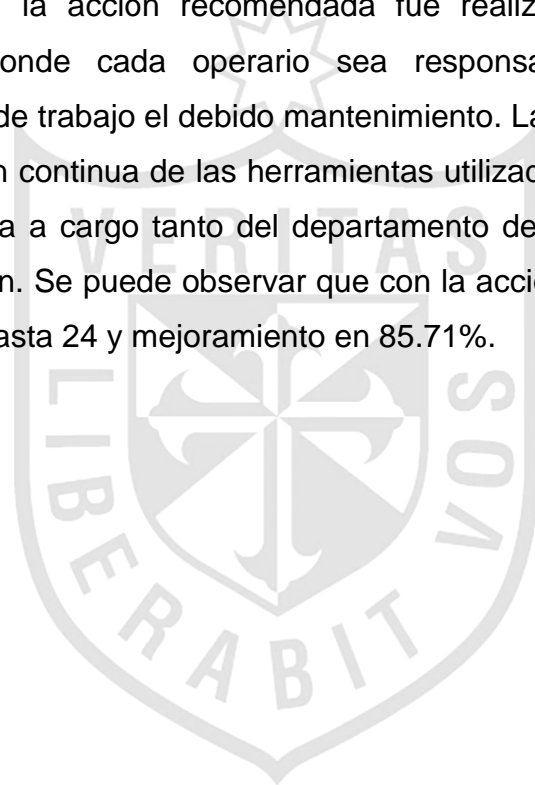 la acción recomendada fue realiz
onde cada operario sea responsa
de trabajo el debido mantenimiento. La
n continua de las herramientas utilizac
a a cargo tanto del departamento de
n. Se puede observar que con la acci
asta 24 y mejoramiento en 85.71%.
VERITAS
LIBERABIT VOS